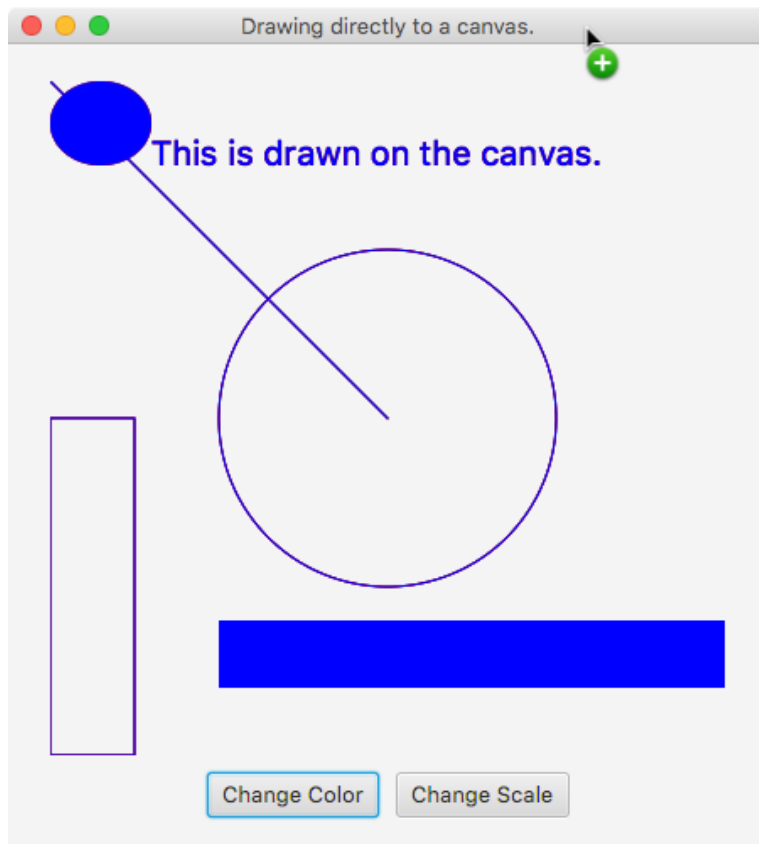 Drawing directly to a canvas.
This is drawn on the canvas.
Change Color
Change Scale